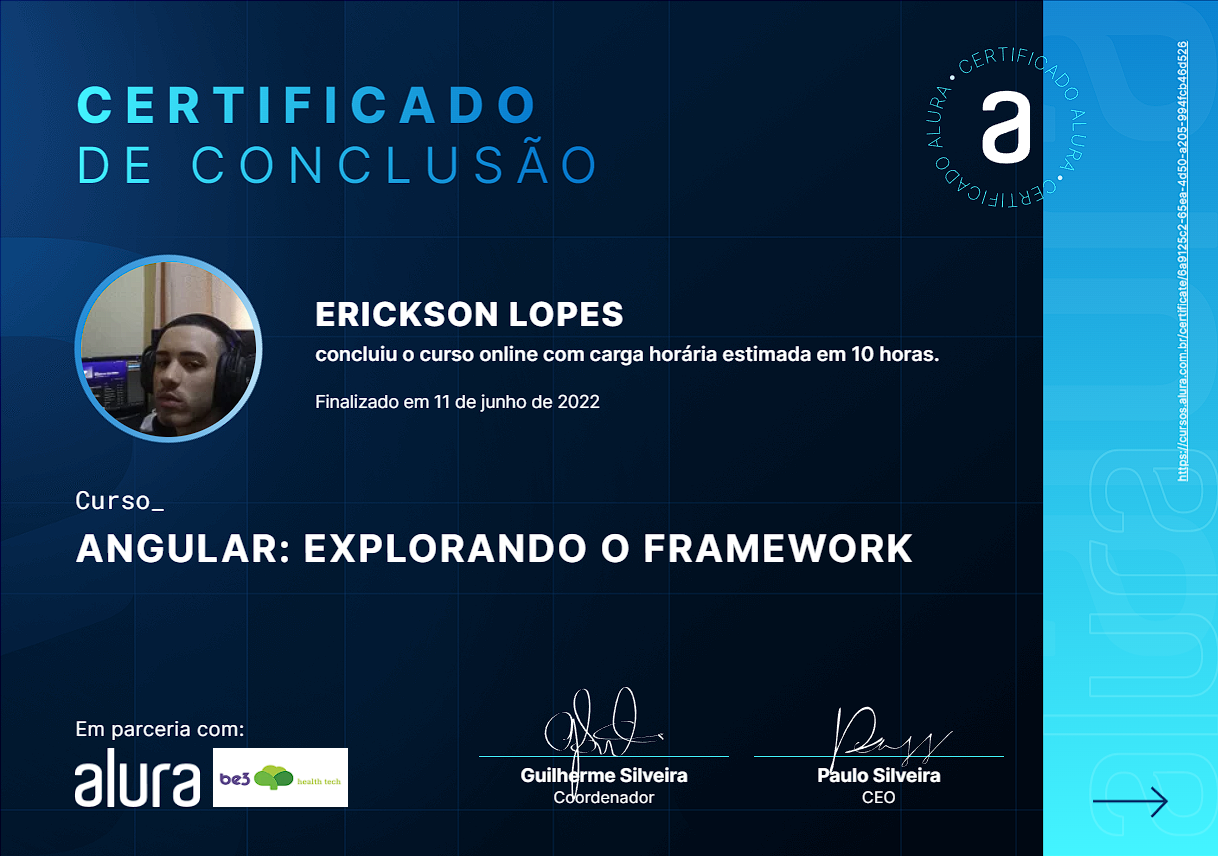 CERTIFICADO
DE CONCLUSÃO
CERTIFICADO ALURA • CERTIFICADO ALURA •
a
https://cursos.alura.com.br/certificate/6a9125c2-65ea-4d50-a205-994fcb46d526
ERICKSON LOPES
concluiu o curso online com carga horária estimada em 10 horas.
Finalizado em 11 de junho de 2022
Curso_
ANGULAR: EXPLORANDO O FRAMEWORK
Em parceria com:
alura
be3 health tech
Guilherme Silveira
Coordenador
Paulo Silveira
CEO
alura